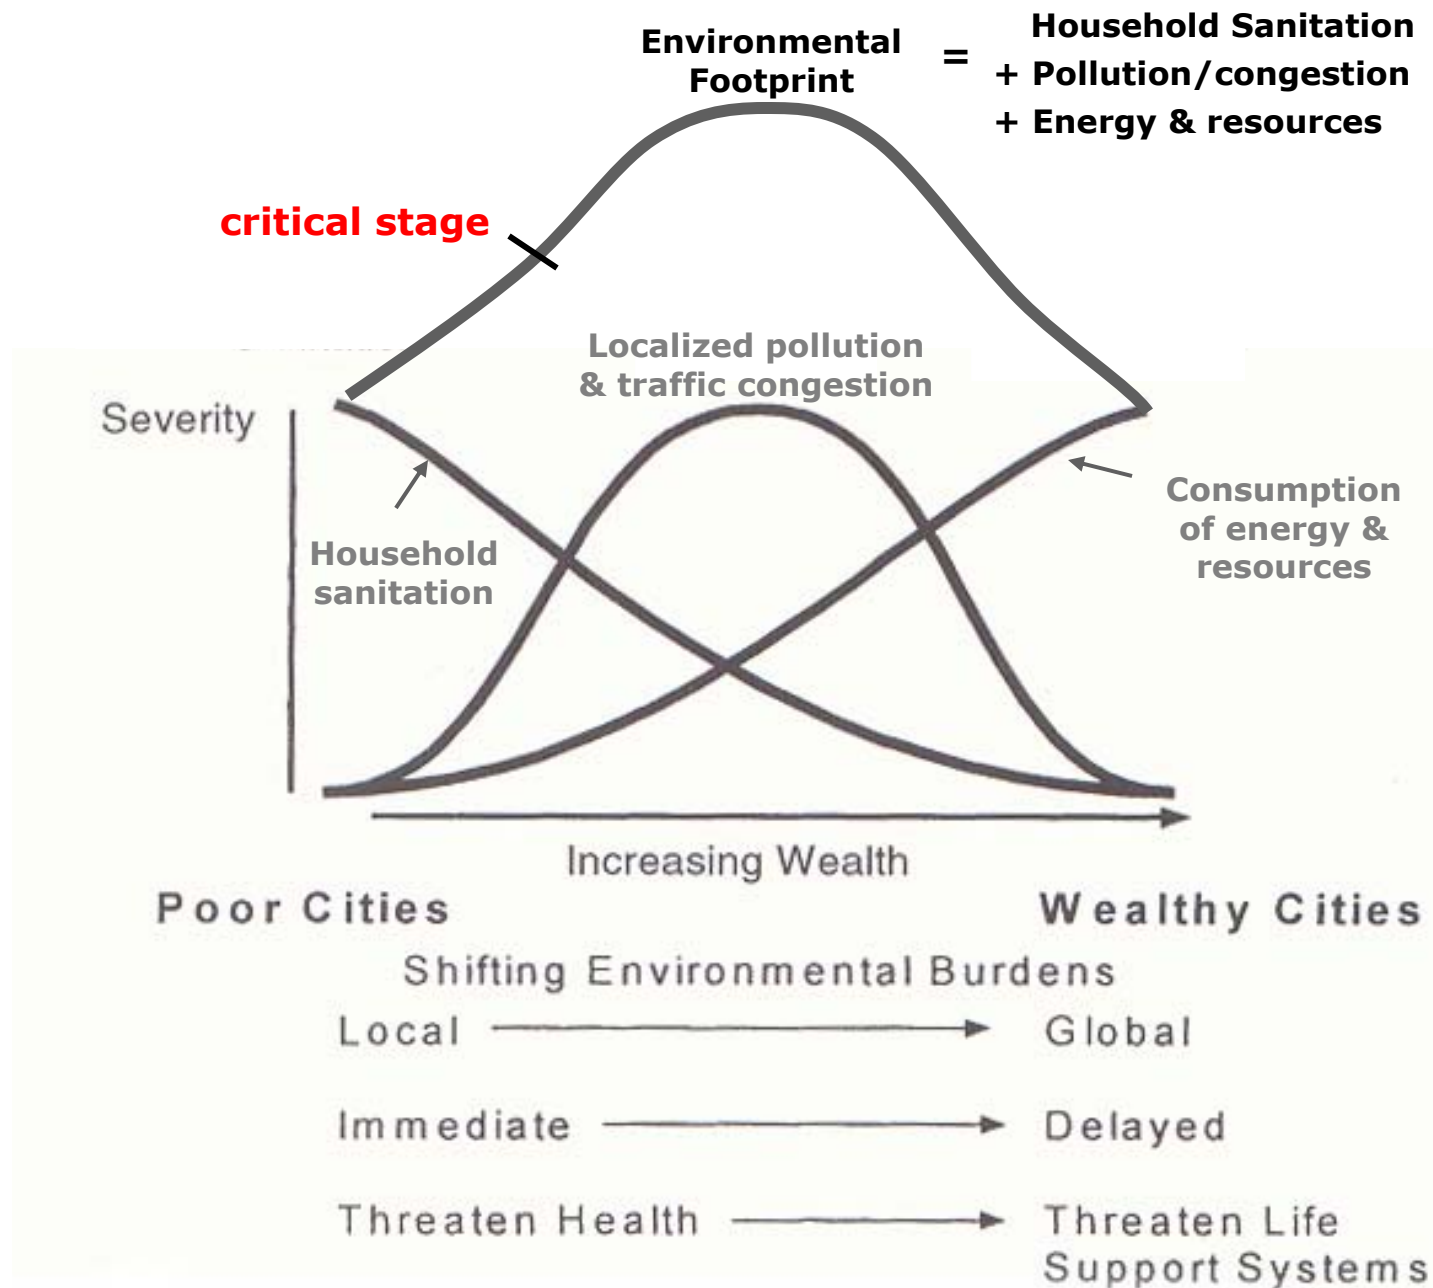 Environmental
Footprint
=
Household Sanitation
+ Pollution/congestion
+ Energy & resources
critical stage
Localized pollution
& traffic congestion
Severity
Household
sanitation
Consumption
of energy &
resources
Increasing Wealth
Poor Cities
Wealthy Cities
Shifting Environmental Burdens
Local
Global
Immediate
Delayed
Threaten Health
Threaten Life
Support Systems